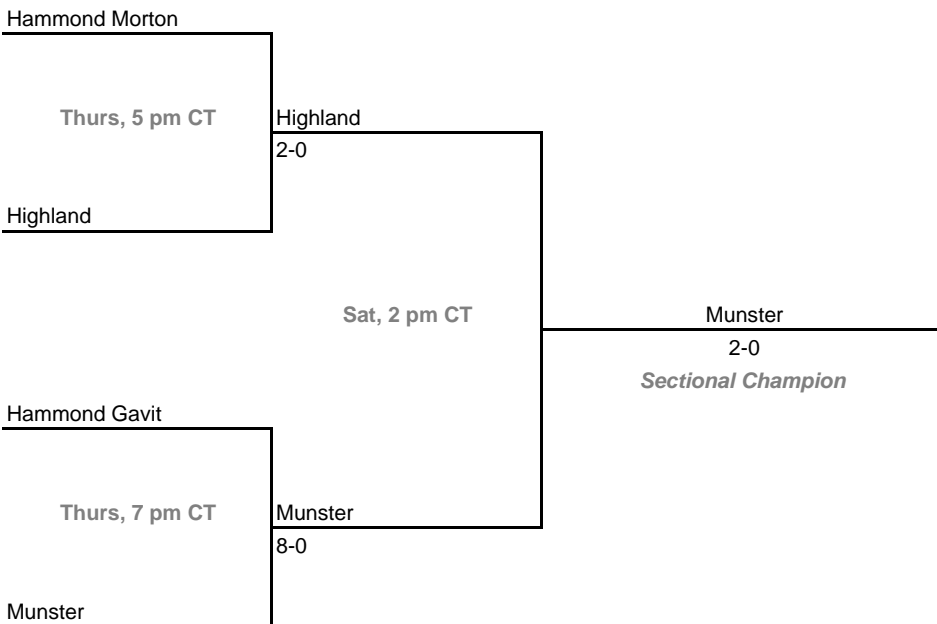 Hammond Morton
Thurs, 5 pm CT
Highland
2-0
Highland
Sat, 2 pm CT
Munster
2-0
Sectional Champion
Hammond Gavit
Thurs, 7 pm CT
Munster
8-0
Munster